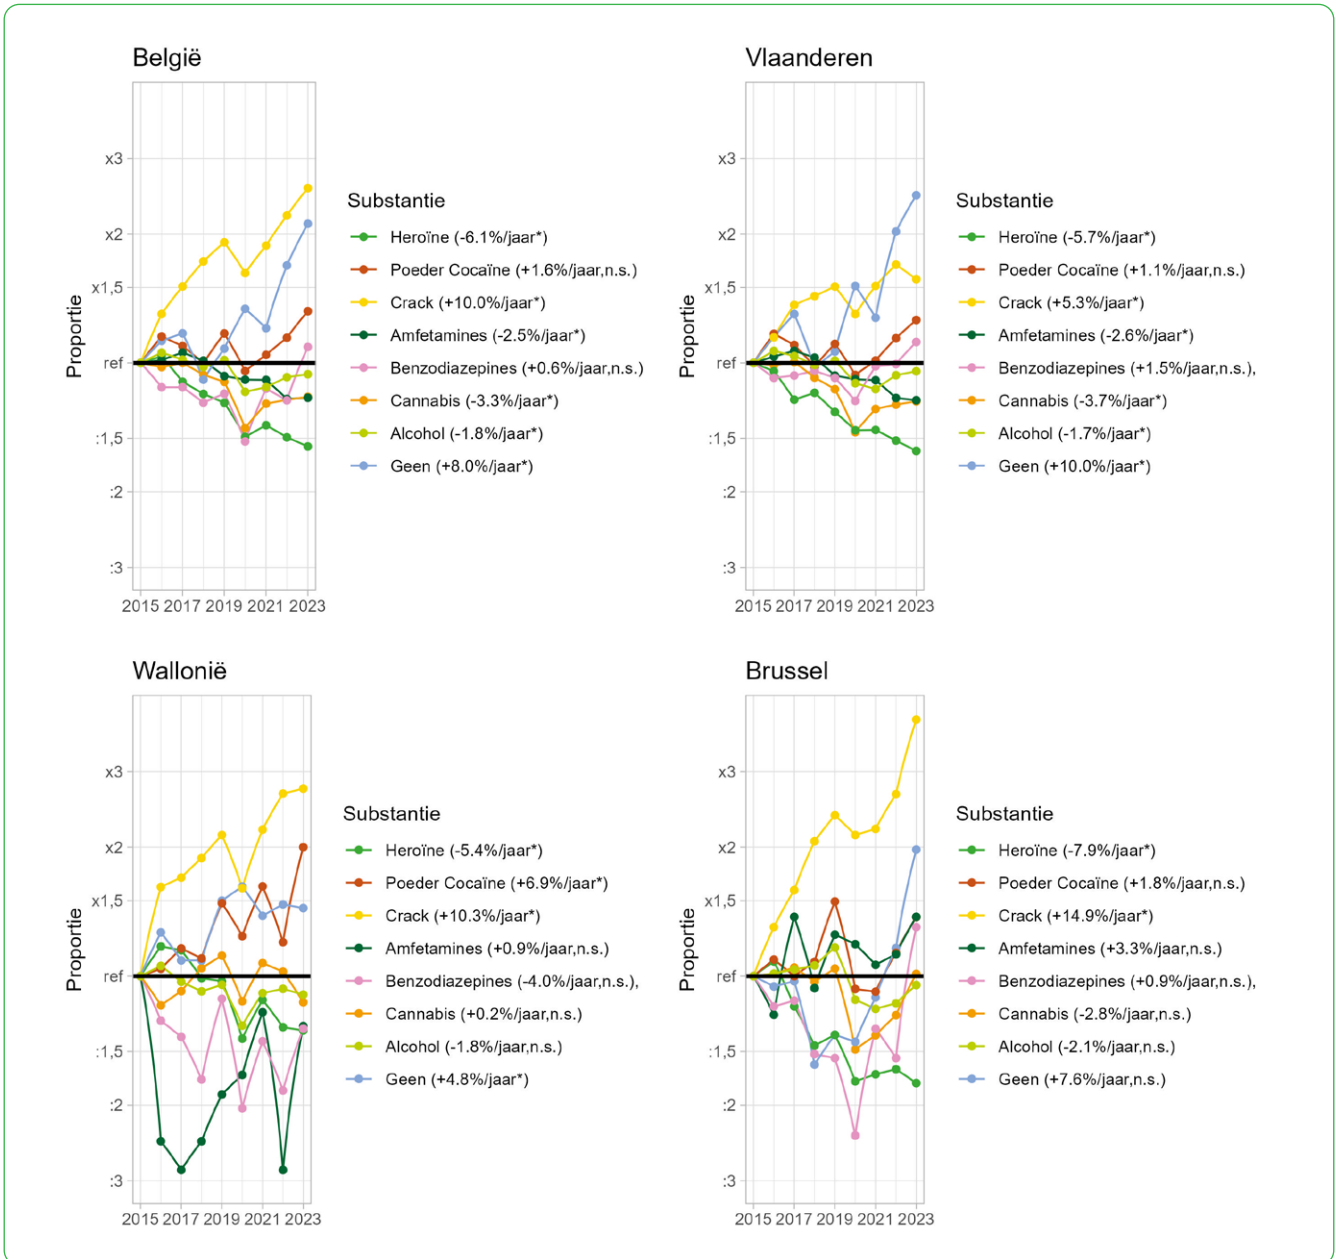 België
Proportie
x3
x2
x1,5
ref
:1,5
:2
:3
2015 2017 2019 2021 2023
Substantie
Heroïne (-6.1%/jaar*)
Poeder Cocaïne (+1.6%/jaar,n.s.)
Crack (+10.0%/jaar*)
Amfetamines (-2.5%/jaar*)
Benzodiazepines (+0.6%/jaar,n.s.)
Cannabis (-3.3%/jaar*)
Alcohol (-1.8%/jaar*)
Geen (+8.0%/jaar*)
Vlaanderen
Proportie
x3
x2
x1,5
ref
:1,5
:2
:3
2015 2017 2019 2021 2023
Substantie
Heroïne (-5.7%/jaar*)
Poeder Cocaïne (+1.1%/jaar,n.s.)
Crack (+5.3%/jaar*)
Amfetamines (-2.6%/jaar*)
Benzodiazepines (+1.5%/jaar,n.s.),
Cannabis (-3.7%/jaar*)
Alcohol (-1.7%/jaar*)
Geen (+10.0%/jaar*)
Wallonië
Proportie
x3
x2
x1,5
ref
:1,5
:2
:3
2015 2017 2019 2021 2023
Substantie
Heroïne (-5.4%/jaar*)
Poeder Cocaïne (+6.9%/jaar*)
Crack (+10.3%/jaar*)
Amfetamines (+0.9%/jaar,n.s.)
Benzodiazepines (-4.0%/jaar,n.s.),
Cannabis (+0.2%/jaar,n.s.)
Alcohol (-1.8%/jaar,n.s.)
Geen (+4.8%/jaar*)
Brussel
Proportie
x3
x2
x1,5
ref
:1,5
:2
:3
2015 2017 2019 2021 2023
Substantie
Heroïne (-7.9%/jaar*)
Poeder Cocaïne (+1.8%/jaar,n.s.)
Crack (+14.9%/jaar*)
Amfetamines (+3.3%/jaar,n.s.)
Benzodiazepines (+0.9%/jaar,n.s.),
Cannabis (-2.8%/jaar,n.s.)
Alcohol (-2.1%/jaar,n.s.)
Geen (+7.6%/jaar,n.s.)